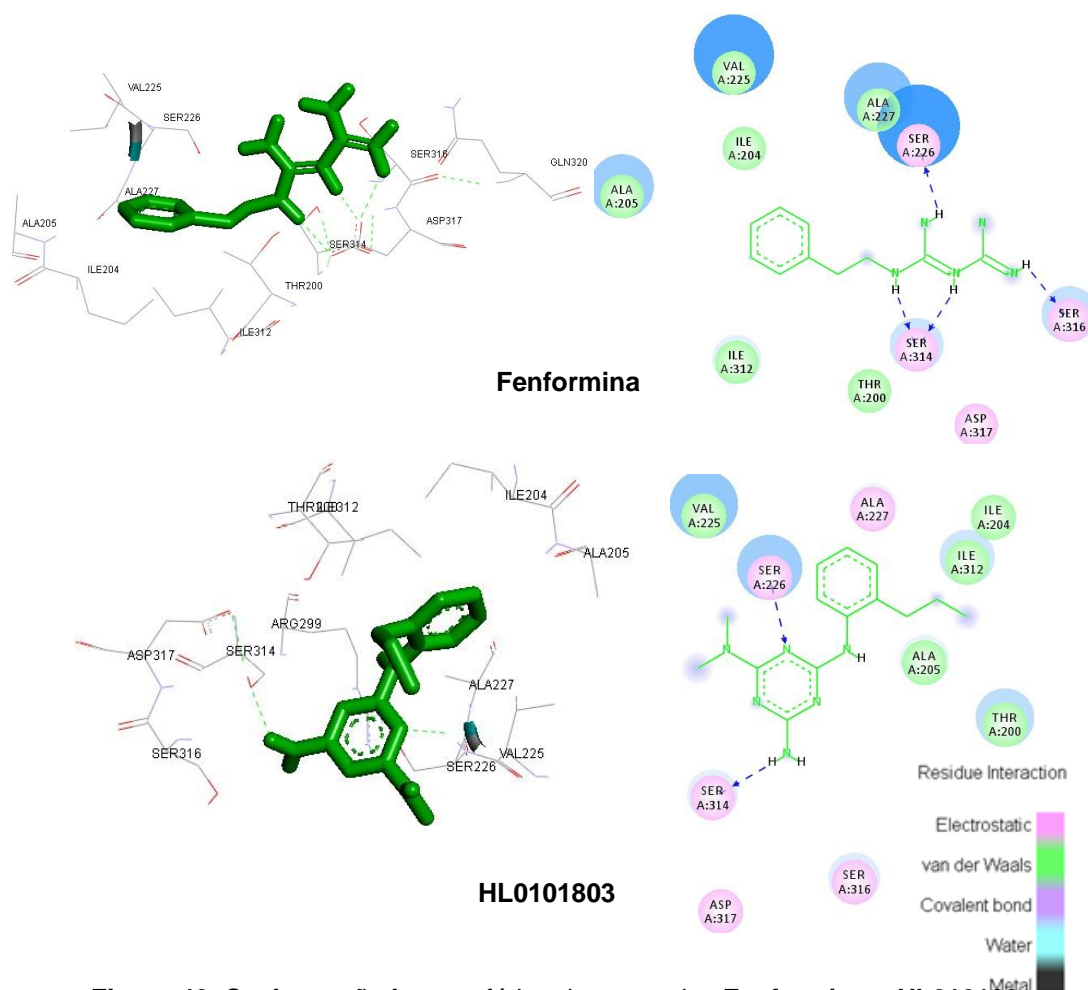 VAL225
SER226
ALA227
ALA205
ILE204
ILE312
THR200
SER314
SER316
ASP317
GLN320
VAL
A:225
ILE
A:204
ALA
A:227
SER
A:226
ALA
A:205
H
N
N
N
H
N
H
N
H
SER
A:316
SER
A:314
ILE
A:312
THR
A:200
ASP
A:317
Fenformina
ILE312
ILE204
ALA205
ARG299
ASP317
SER314
ALA227
SER316
SER226
VAL225
VAL
A:225
ALA
A:227
ILE
A:204
ILE
A:312
SER
A:226
ALA
A:205
THR
A:200
N
N
N
H
N
N
N
H
H
SER
A:314
SER
A:316
ASP
A:317
HL0101803
Residue Interaction
Electrostatic
van der Waals
Covalent bond
Water
Metal